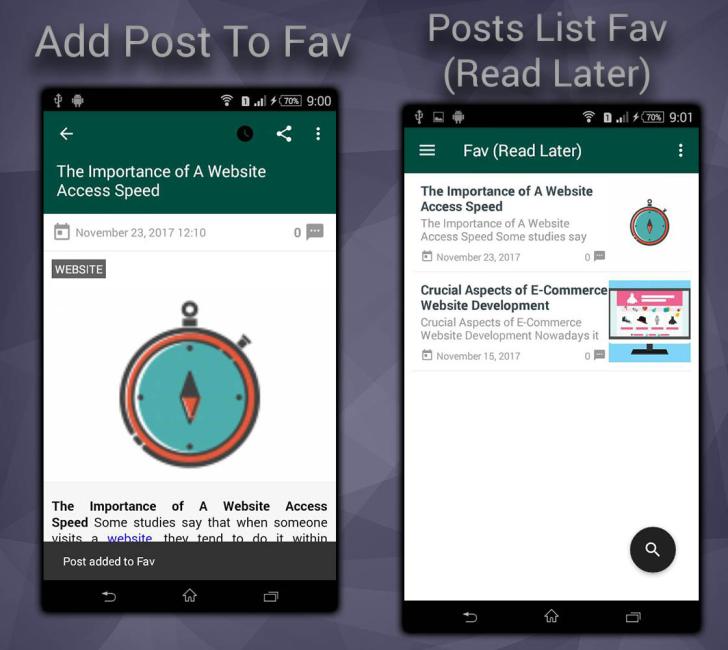 Add Post To Fav
70% 9:00
The Importance of A Website
Access Speed
November 23, 2017 12:10
0
WEBSITE
The Importance of A Website Access
Speed Some studies say that when someone
visits a website, they tend to do it within
Post added to Fav
Posts List Fav
(Read Later)
70% 9:01
Fav (Read Later)
The Importance of A Website
Access Speed
The Importance of A Website
Access Speed Some studies say
November 23, 2017
0
Crucial Aspects of E-Commerce
Website Development
Crucial Aspects of E-Commerce
Website Development Nowadays it
November 15, 2017
0